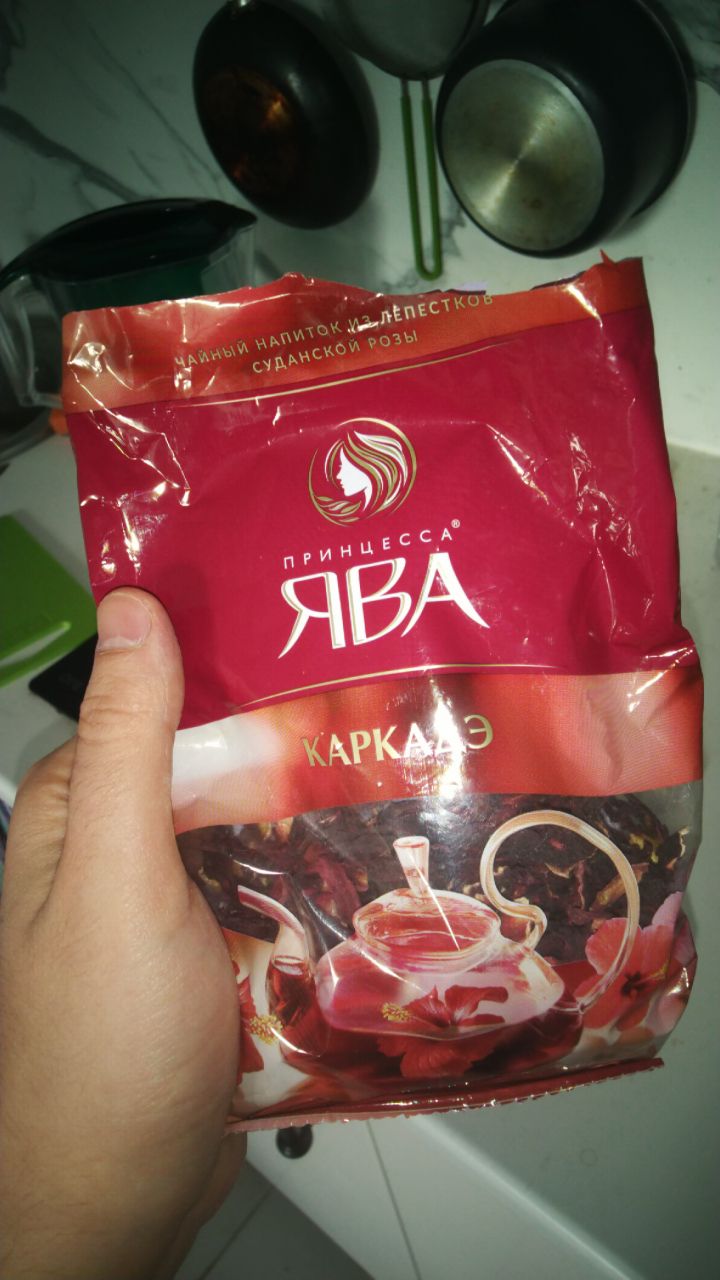 ЧАЙНЫЙ НАПИТОК ИЗ ЛЕПЕСТКОВ
СУДАНСКОЙ РОЗЫ
ПРИНЦЕССА®
ЯВА
КАРКАДЭ